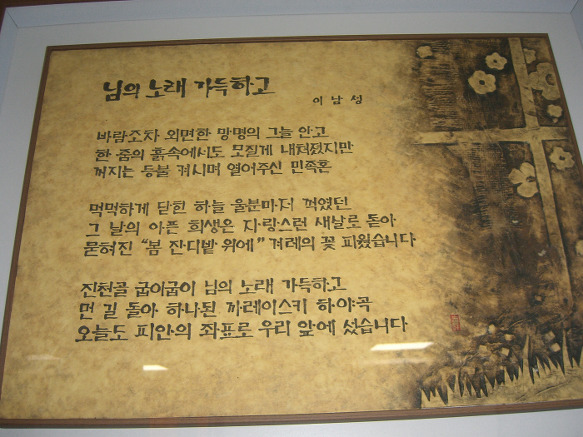 님의 노래 가득하고
이남성
바람조차 외면한 망명의 그늘 안고
한 줌의 흙속에서도 모질게 내쳐졌지만
꺼지는 등불 켜시며 열어주신 민족혼
먹먹하게 닫힌 하늘 울분마저 꺾였던
그 날의 아픈 희생은 자랑스런 새날로 돋아
묻혀진 "봄 잔디밭 위에" 겨레의 꽃 피웠습니다
진천골 굽이굽이 님의 노래 가득하고
먼 길 돌아 하나된 까레이스키 하야곡
오늘도 피안의 좌표로 우리 앞에 섰습니다